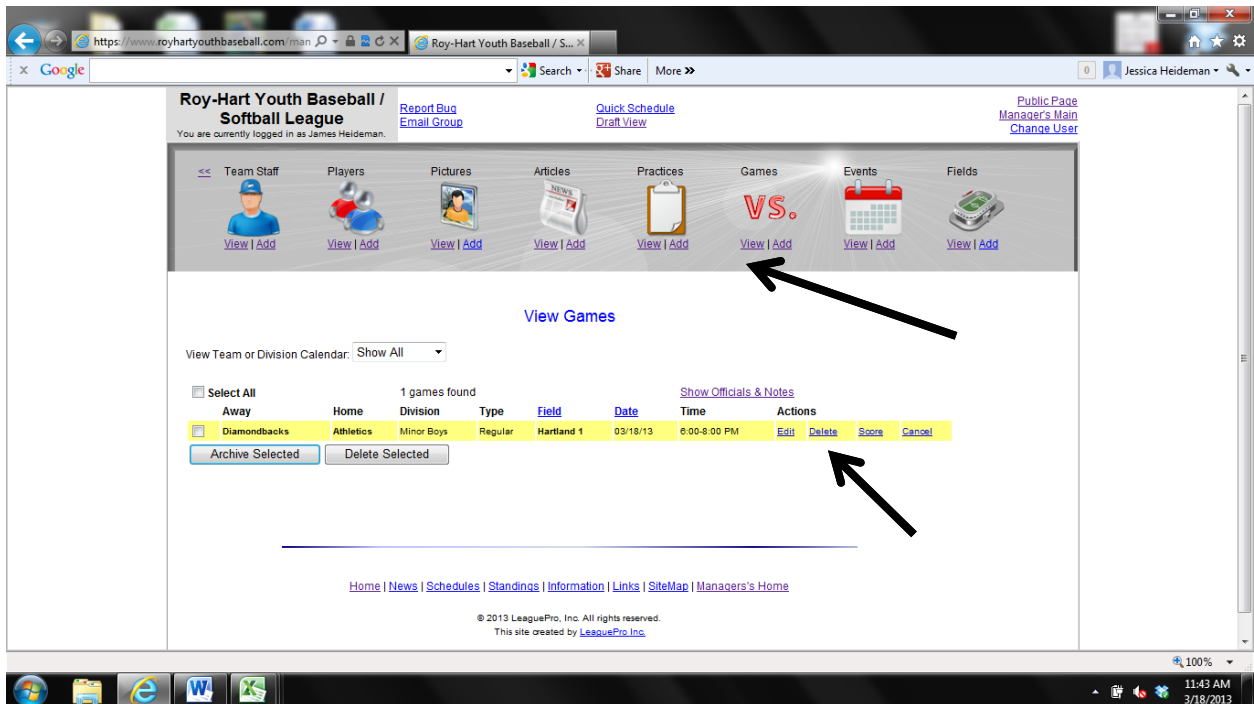 https://www.royhartyouthbaseball.com/man
Roy-Hart Youth Baseball / S...
x Google
Search
Share
More »
0
Jessica Heideman
Roy-Hart Youth Baseball /
Softball League
You are currently logged in as James Heideman.
Report Bug
Email Group
Quick Schedule
Draft View
Public Page
Manager's Main
Change User
<< Team Staff Players Pictures Articles Practices Games Events Fields
NEWS
VS.
View | Add View | Add View | Add View | Add View | Add View | Add View | Add View | Add
View Games
View Team or Division Calendar: Show All
Select All 1 games found Show Officials & Notes
Away Home Division Type Field Date Time Actions
Diamondbacks Athletics Minor Boys Regular Hartland 1 03/18/13 6:00-8:00 PM Edit Delete Score Cancel
Archive Selected Delete Selected
Home | News | Schedules | Standings | Information | Links | SiteMap | Managers's Home
© 2013 LeaguePro, Inc. All rights reserved.
This site created by LeaguePro Inc.
100%
11:43 AM
3/18/2013